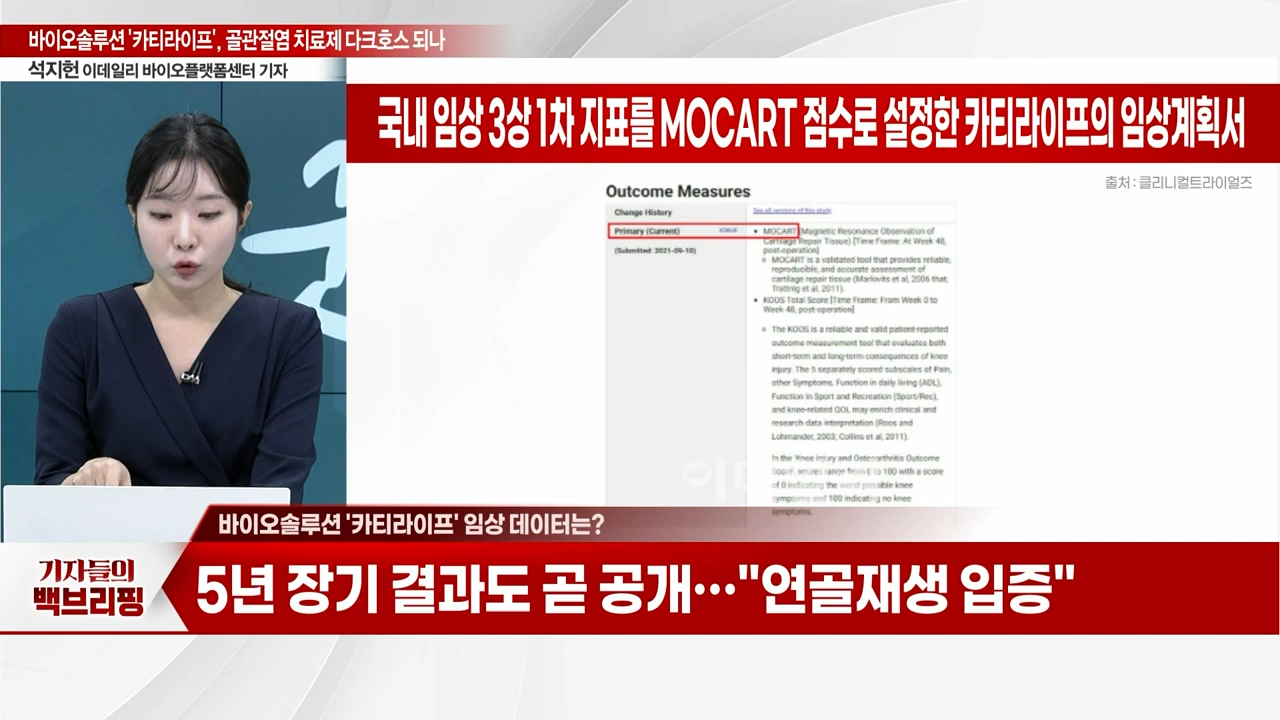 바이오솔루션 '카티라이프', 골관절염 치료제 다크호스 되나
석지헌 이데일리 바이오플랫폼센터 기자
국내 임상 3상 1차 지표를 MOCART 점수로 설정한 카티라이프의 임상계획서
출처 : 클리니컬트라이얼즈
Outcome Measures
Change History
See all versions of this study
Primary (Current)
(Submitted: 2021-09-10)
• MOCART (Magnetic Resonance Observation of
Cartilage Repair Tissue) [Time Frame: At Week 48,
post-operation]
MOCART is a validated tool that provides reliable,
reproducible, and accurate assessment of
cartilage repair tissue (Marlovits et al, 2006 that;
Trattnig et al, 2011).
• KOOS Total Score [Time Frame: From Week 0 to
Week 48, post-operation]
The KOOS is a reliable and valid patient-reported
outcome measurement tool that evaluates both
short-term and long-term consequences of knee
injury. The 5 separately scored subscales of Pain,
other Symptoms, Function in daily living (ADL),
Function in Sport and Recreation (Sport/Rec),
and knee-related QOL may enrich clinical and
research data interpretation (Roos and
Lohmander, 2003; Collins et al, 2011).
In the 'Knee injury and Osteoarthritis Outcome
Score', scores range from 0 to 100 with a score
of 0 indicating the worst possible knee
symptoms and 100 indicating no knee
symptoms.
바이오솔루션 '카티라이프' 임상 데이터는?
기자들의
백브리핑
5년 장기 결과도 곧 공개…"연골재생 입증"